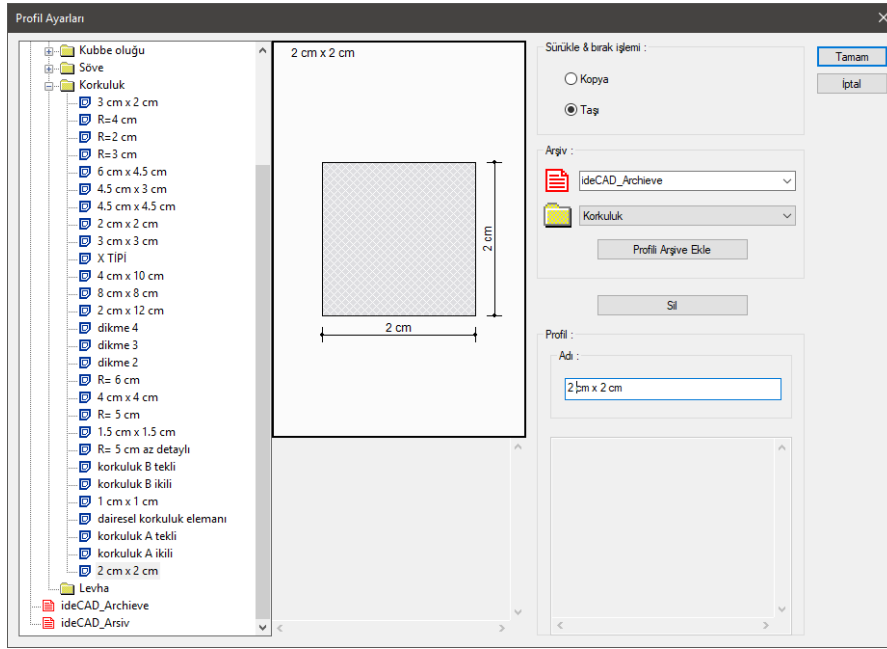 Profil Ayarları
Kubbe oluğu
Söve
Korkuluk
3 cm x 2 cm
R=4 cm
R=2 cm
R=3 cm
6 cm x 4.5 cm
4.5 cm x 3 cm
4.5 cm x 4.5 cm
2 cm x 2 cm
3 cm x 3 cm
X TİPİ
4 cm x 10 cm
8 cm x 8 cm
2 cm x 12 cm
dikme 4
dikme 3
dikme 2
R= 6 cm
4 cm x 4 cm
R= 5 cm
1.5 cm x 1.5 cm
R= 5 cm az detaylı
korkuluk B tekli
korkuluk B ikili
1 cm x 1 cm
dairesel korkuluk elemanı
korkuluk A tekli
korkuluk A ikili
2 cm x 2 cm
Levha
ideCAD_Archieve
ideCAD_Arsiv
2 cm x 2 cm
2 cm
2 cm
Sürükle & bırak işlemi :
Kopya
Taşı
Arşiv :
ideCAD_Archieve
Korkuluk
Profili Arşive Ekle
Sil
Profil :
Adı :
2 cm x 2 cm
Tamam
İptal